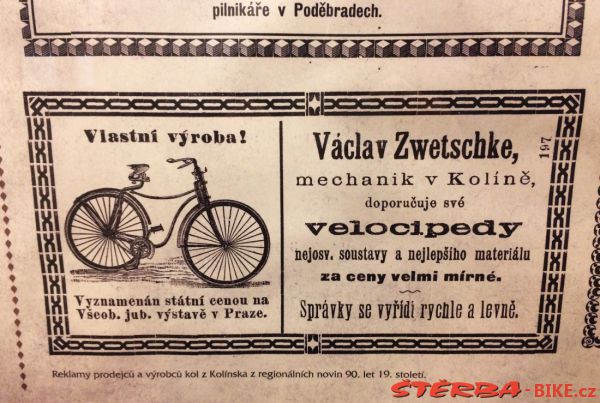 pilníkáře v Poděbradech.
Vlastní výroba!
Vyznamenán státní cenou na
Všeob. jub. výstavě v Praze.
Václav Zwetschke,
mechanik v Kolíně,
doporučuje své
velocipedy
nejosv. soustavy a nejlepšího materiálu
za ceny velmi mírné.
Správky se vyřídí rychle a levně.
197
Reklamy prodejců a výrobců kol z Kolínska z regionálních novin 90. let 19. století.
ŠTĚRBA-BIKE.cz